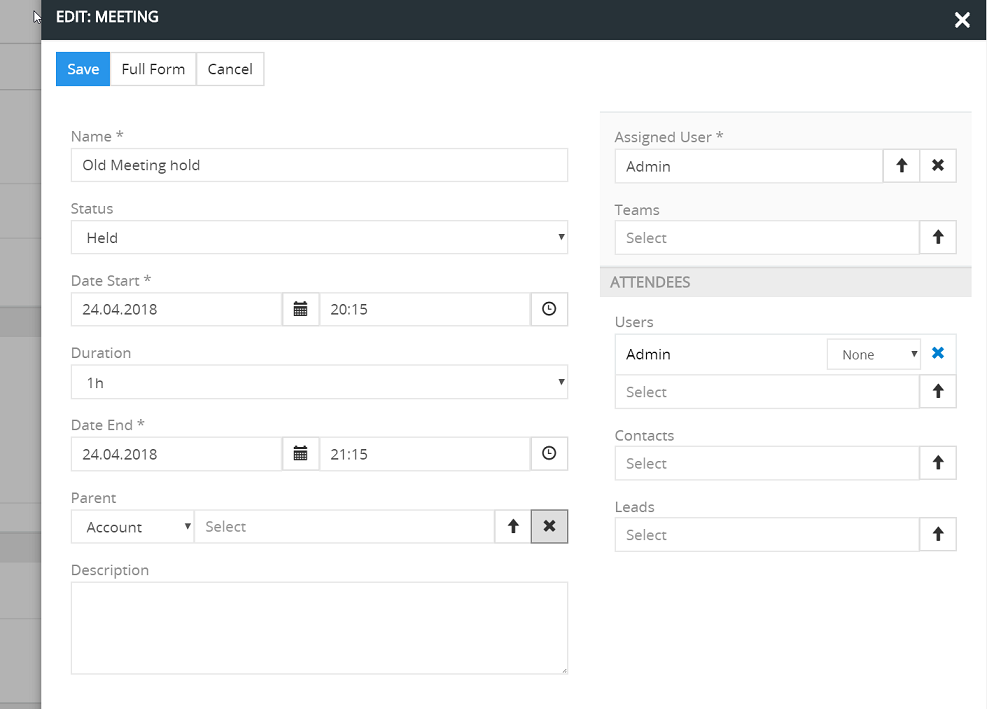 EDIT: MEETING
Save Full Form Cancel
Name *
Old Meeting hold
Status
Held
Date Start *
24.04.2018 20:15
Duration
1h
Date End *
24.04.2018 21:15
Parent
Account Select
Description
Assigned User *
Admin
Teams
Select
ATTENDEES
Users
Admin None
Select
Contacts
Select
Leads
Select